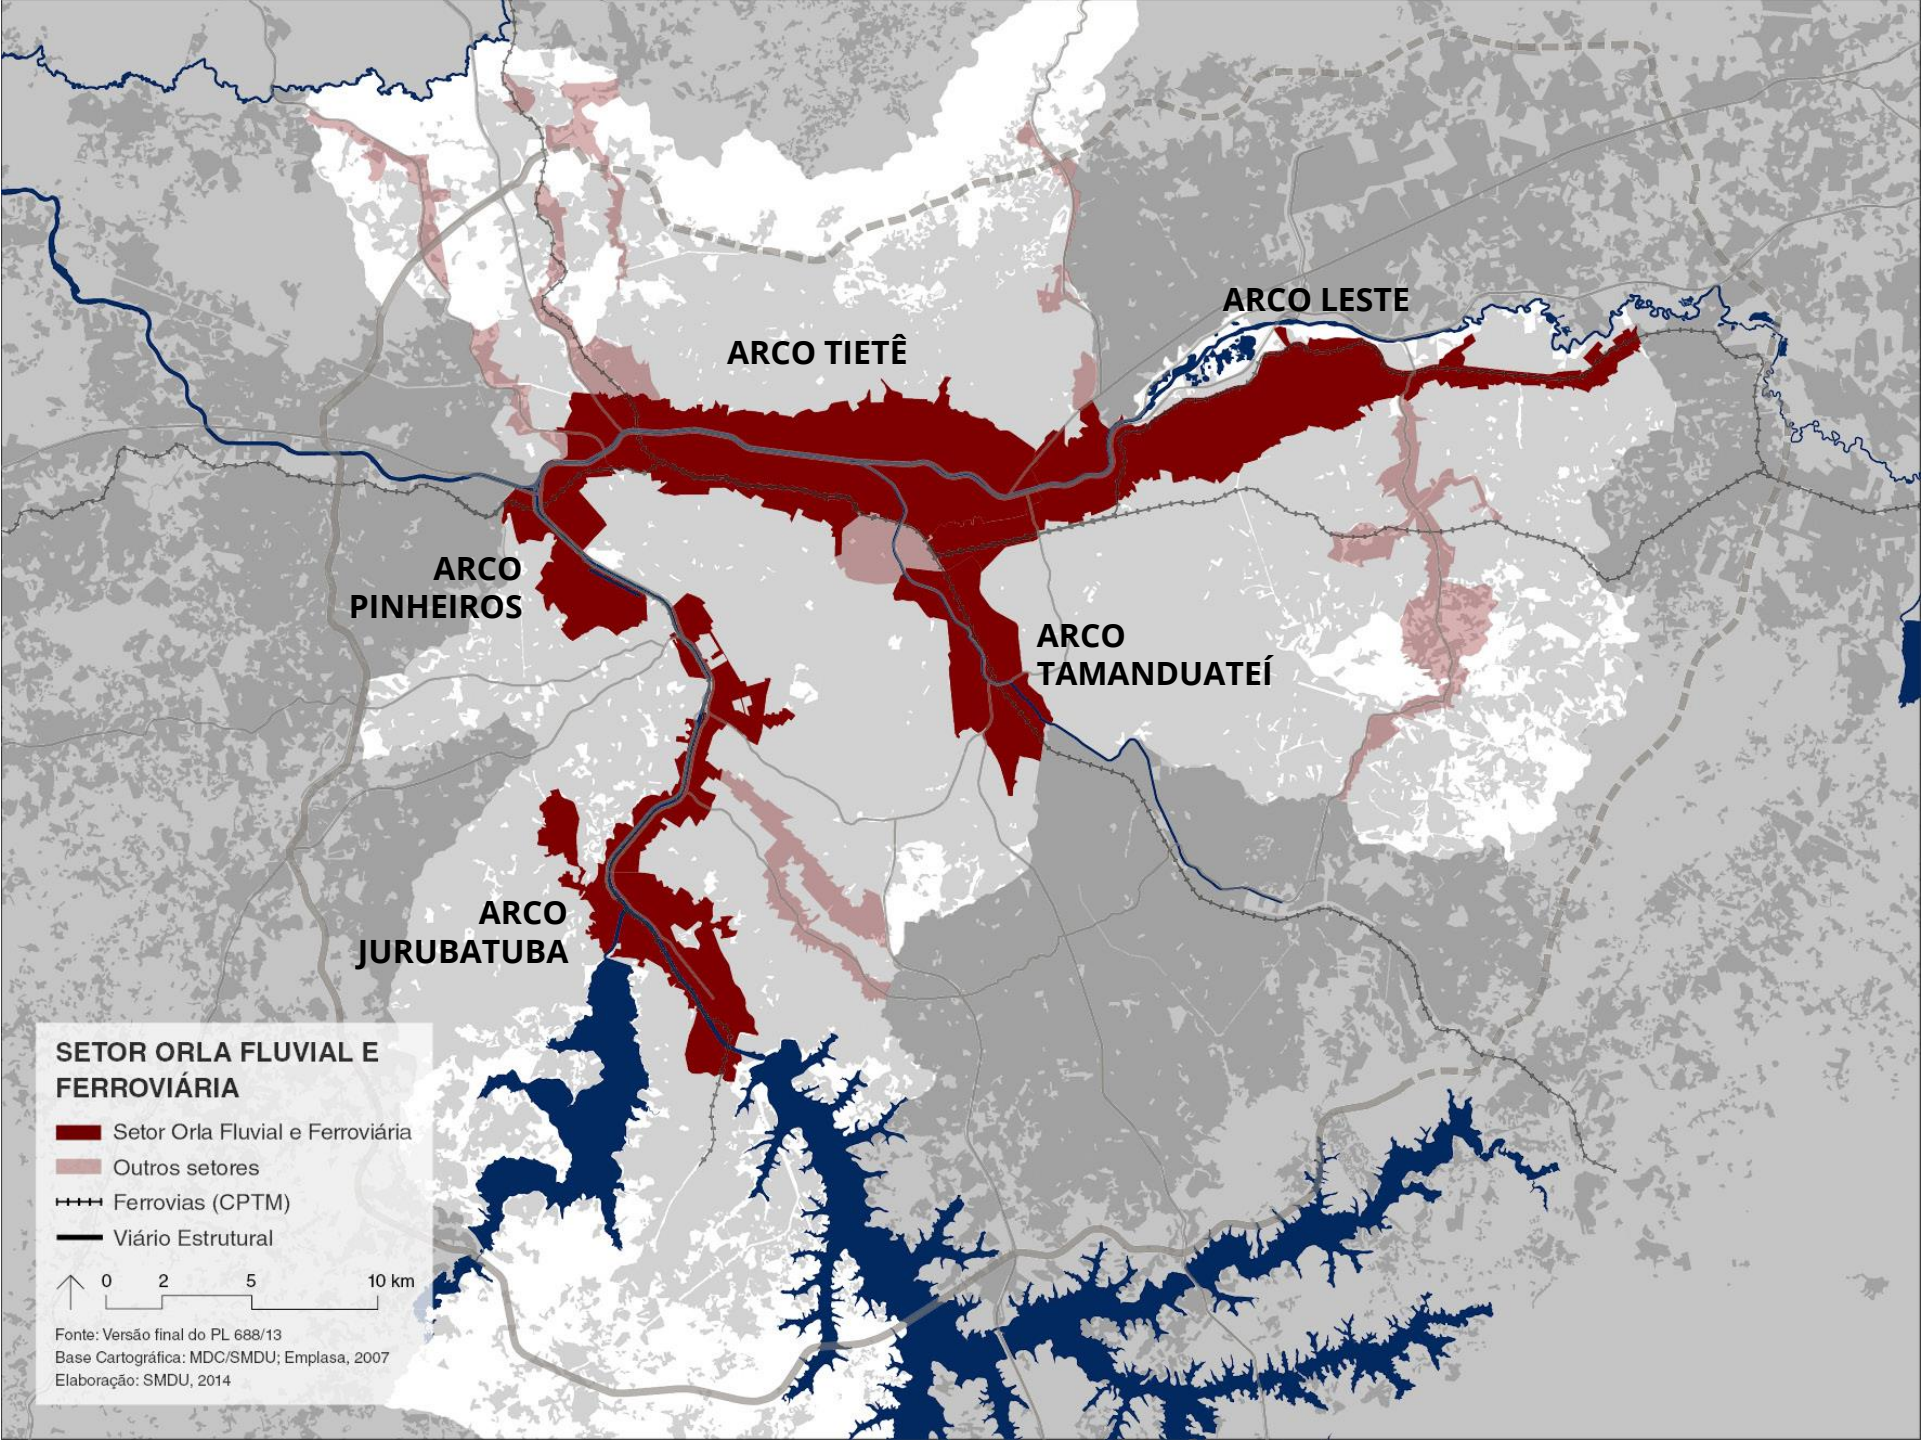 ARCO LESTE
ARCO TIETÊ
ARCO
PINHEIROS
ARCO
TAMANDUATEÍ
ARCO
JURUBATUBA
SETOR ORLA FLUVIAL E
FERROVIÁRIA
Setor Orla Fluvial e Ferroviária
Outros setores
Ferrovias (CPTM)
Viário Estrutural
0 2 5 10 km
Fonte: Versão final do PL 688/13
Base Cartográfica: MDC/SMDU; Emplasa, 2007
Elaboração: SMDU, 2014